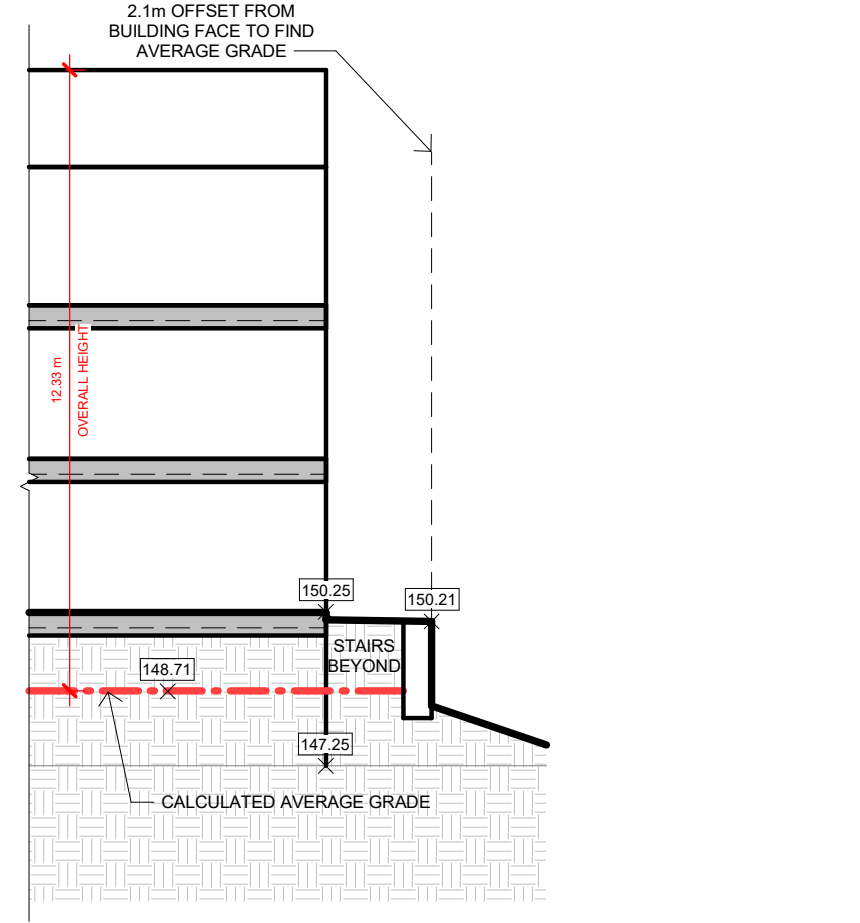 2.1m OFFSET FROM
BUILDING FACE TO FIND
AVERAGE GRADE
12.33 m
OVERALL HEIGHT
150.25
150.21
STAIRS
BEYOND
148.71
147.25
CALCULATED AVERAGE GRADE